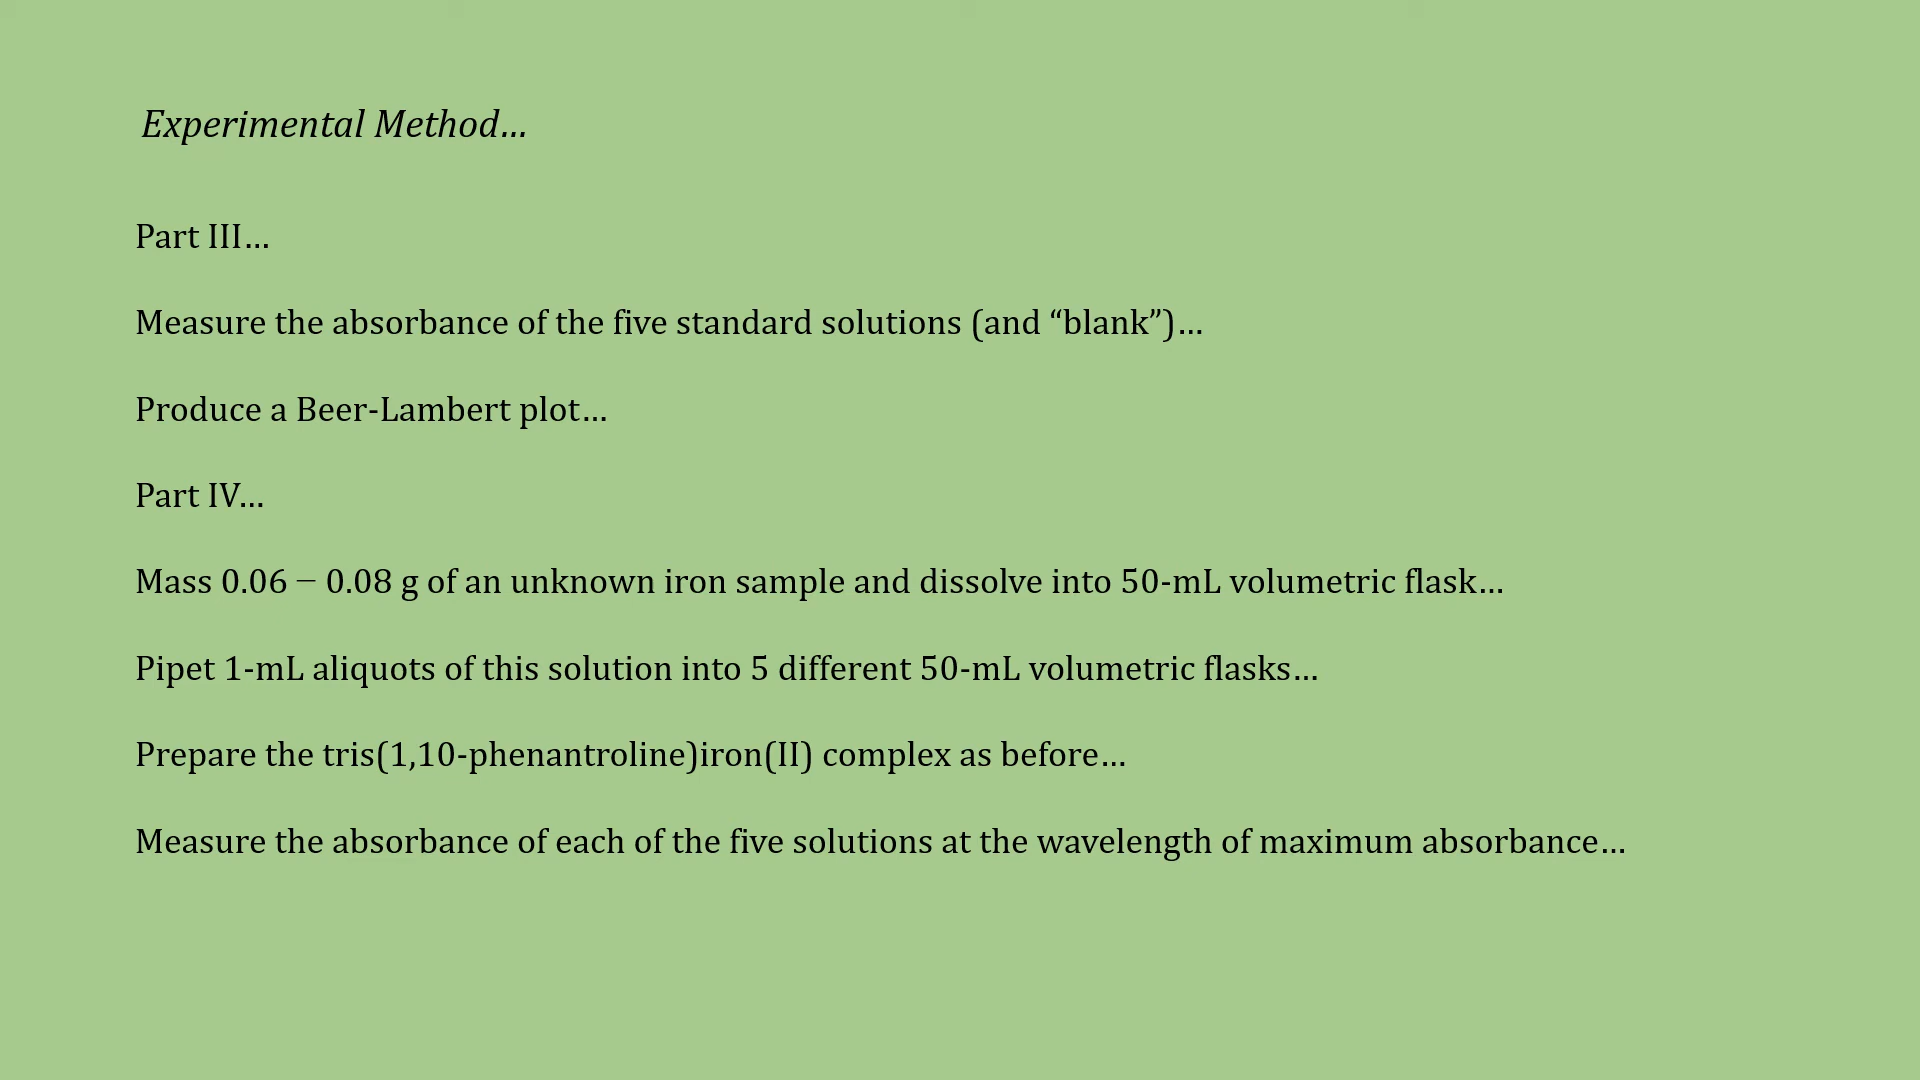 Experimental Method...
Part III...
Measure the absorbance of the five standard solutions (and “blank”)...
Produce a Beer-Lambert plot...
Part IV...
Mass 0.06 – 0.08 g of an unknown iron sample and dissolve into 50-mL volumetric flask...
Pipet 1-mL aliquots of this solution into 5 different 50-mL volumetric flasks...
Prepare the tris(1,10-phenantroline)iron(II) complex as before...
Measure the absorbance of each of the five solutions at the wavelength of maximum absorbance...